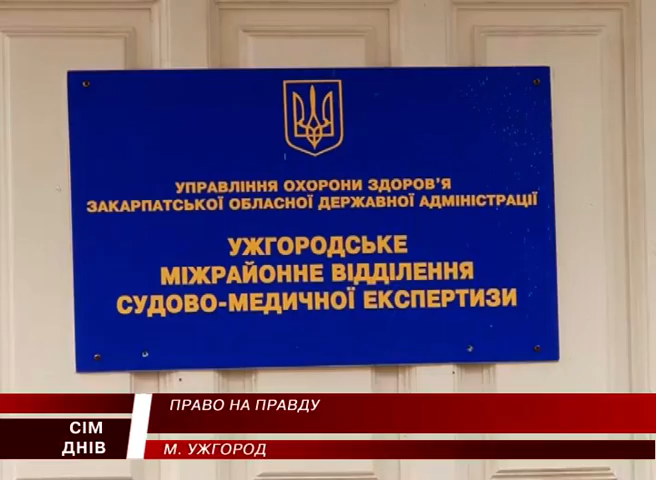 УПРАВЛІННЯ ОХОРОНИ ЗДОРОВ'Я
ЗАКАРПАТСЬКОЇ ОБЛАСНОЇ ДЕРЖАВНОЇ АДМІНІСТРАЦІЇ
УЖГОРОДСЬКЕ
МІЖРАЙОННЕ ВІДДІЛЕННЯ
СУДОВО-МЕДИЧНОЇ ЕКСПЕРТИЗИ
ПРАВО НА ПРАВДУ
СІМ
ДНІВ
М. УЖГОРОД